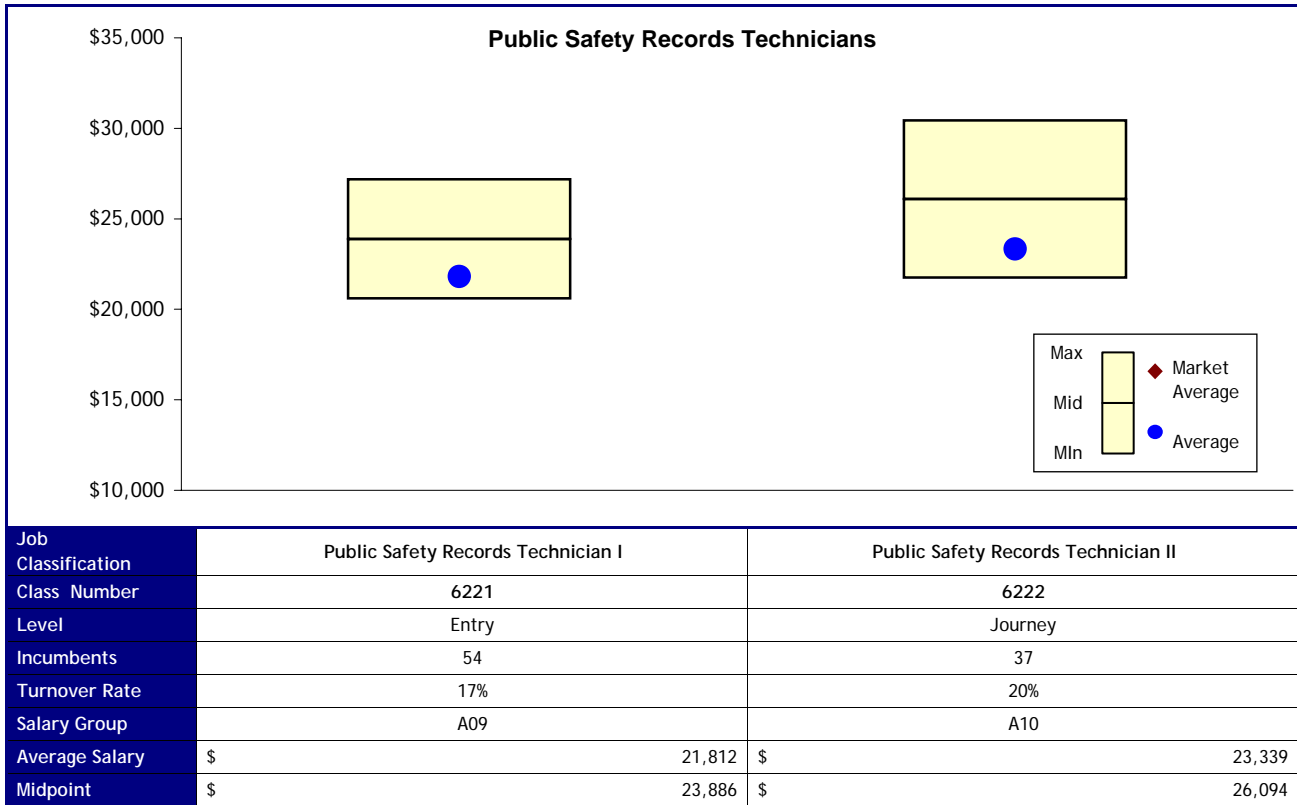 Public Safety Records Technicians
$35,000
$30,000
$25,000
$20,000
$15,000
$10,000
Max
Mid
MIn
Market
Average
Average
Job
Classification
Public Safety Records Technician I
Public Safety Records Technician II
Class Number 6221 6222
Level Entry Journey
Incumbents 54 37
Turnover Rate 17% 20%
Salary Group A09 A10
Average Salary $ 21,812 $ 23,339
Midpoint $ 23,886 $ 26,094